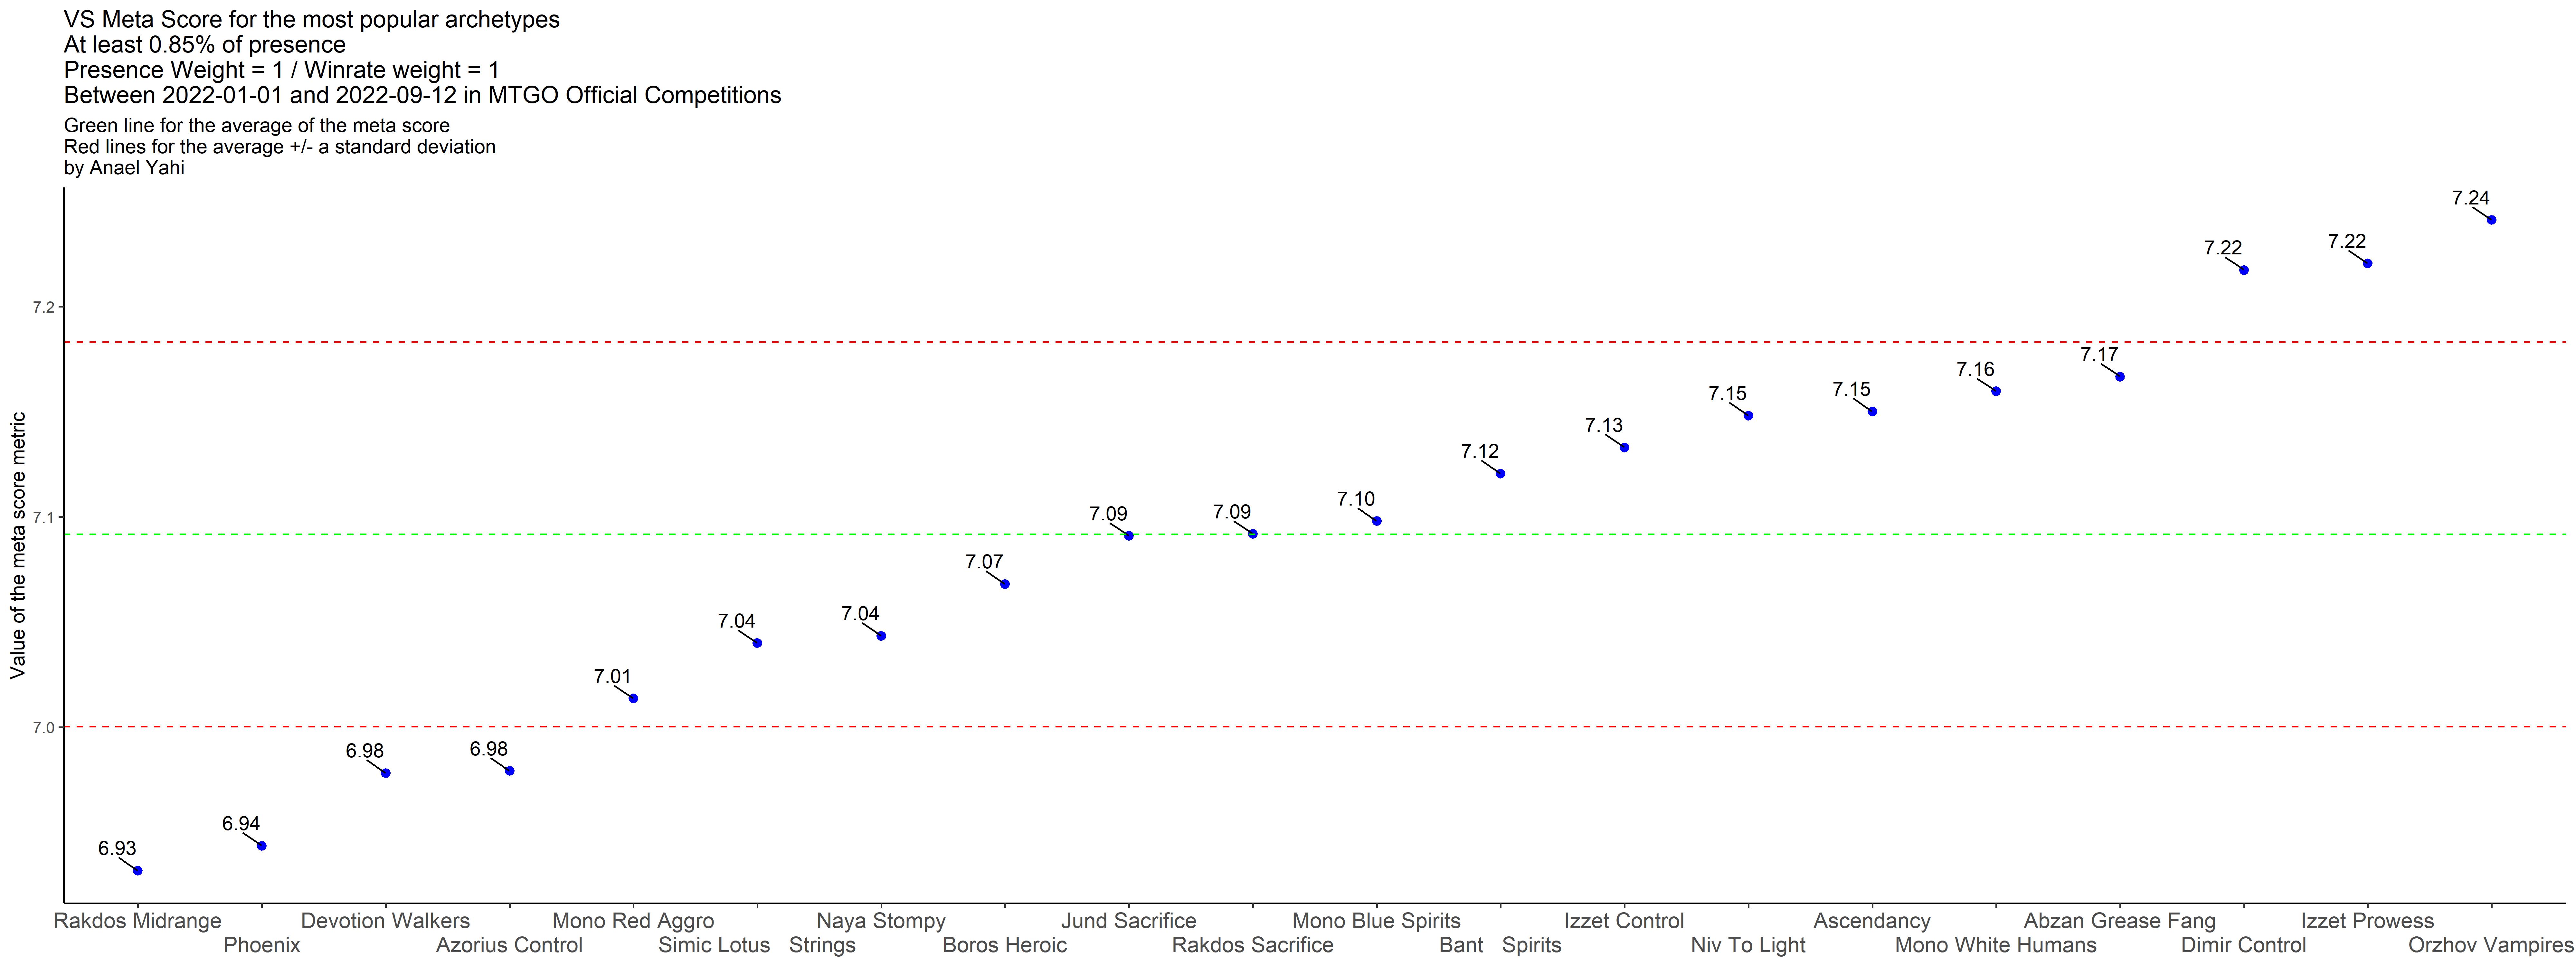 VS Meta Score for the most popular archetypes
At least 0.85% of presence
Presence Weight = 1 / Winrate weight = 1
Between 2022-01-01 and 2022-09-12 in MTGO Official Competitions
Green line for the average of the meta score
Red lines for the average +/- a standard deviation
by Anael Yahi
Value of the meta score metric
7.2
7.1
7.0
6.93
6.94
6.98
6.98
7.01
7.04
7.04
7.07
7.09
7.09
7.10
7.12
7.13
7.15
7.15
7.16
7.17
7.22
7.22
7.24
Rakdos Midrange
Phoenix
Devotion Walkers
Azorius Control
Mono Red Aggro
Simic Lotus Strings
Naya Stompy
Boros Heroic
Jund Sacrifice
Rakdos Sacrifice
Mono Blue Spirits
Bant Spirits
Izzet Control
Niv To Light
Ascendancy
Mono White Humans
Abzan Grease Fang
Dimir Control
Izzet Prowess
Orzhov Vampires